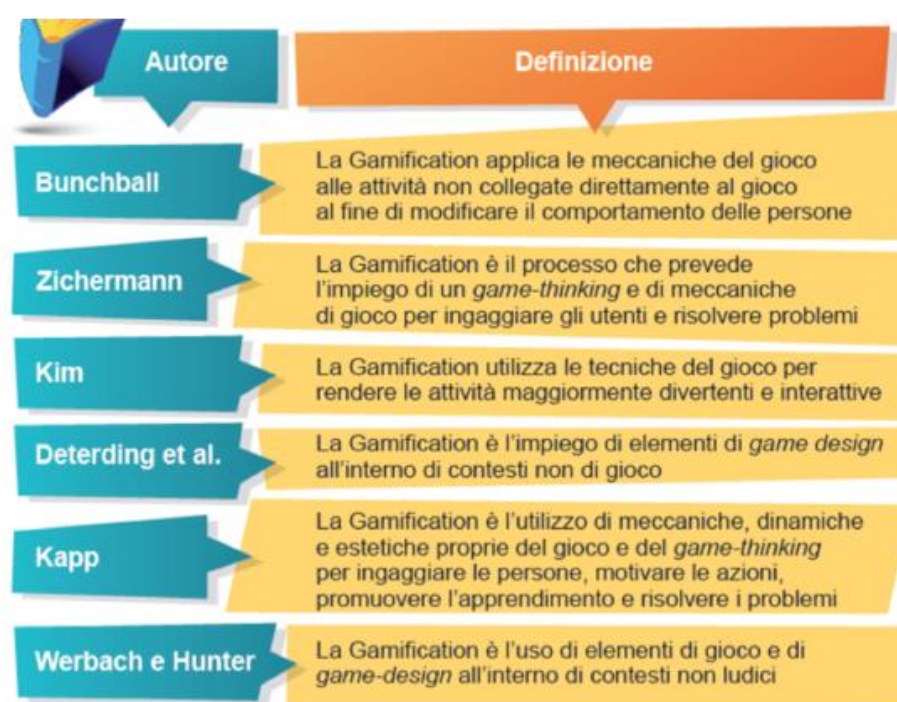 Autore
Definizione
Bunchball
La Gamification applica le meccaniche del gioco
alle attività non collegate direttamente al gioco
al fine di modificare il comportamento delle persone
Zichermann
La Gamification è il processo che prevede
l'impiego di un game-thinking e di meccaniche
di gioco per ingaggiare gli utenti e risolvere problemi
Kim
La Gamification utilizza le tecniche del gioco per
rendere le attività maggiormente divertenti e interattive
Deterding et al.
La Gamification è l'impiego di elementi di game design
all'interno di contesti non di gioco
Kapp
La Gamification è l'utilizzo di meccaniche, dinamiche
e estetiche proprie del gioco e del game-thinking
per ingaggiare le persone, motivare le azioni,
promuovere l'apprendimento e risolvere i problemi
Werbach e Hunter
La Gamification è l'uso di elementi di gioco e di
game-design all'interno di contesti non ludici